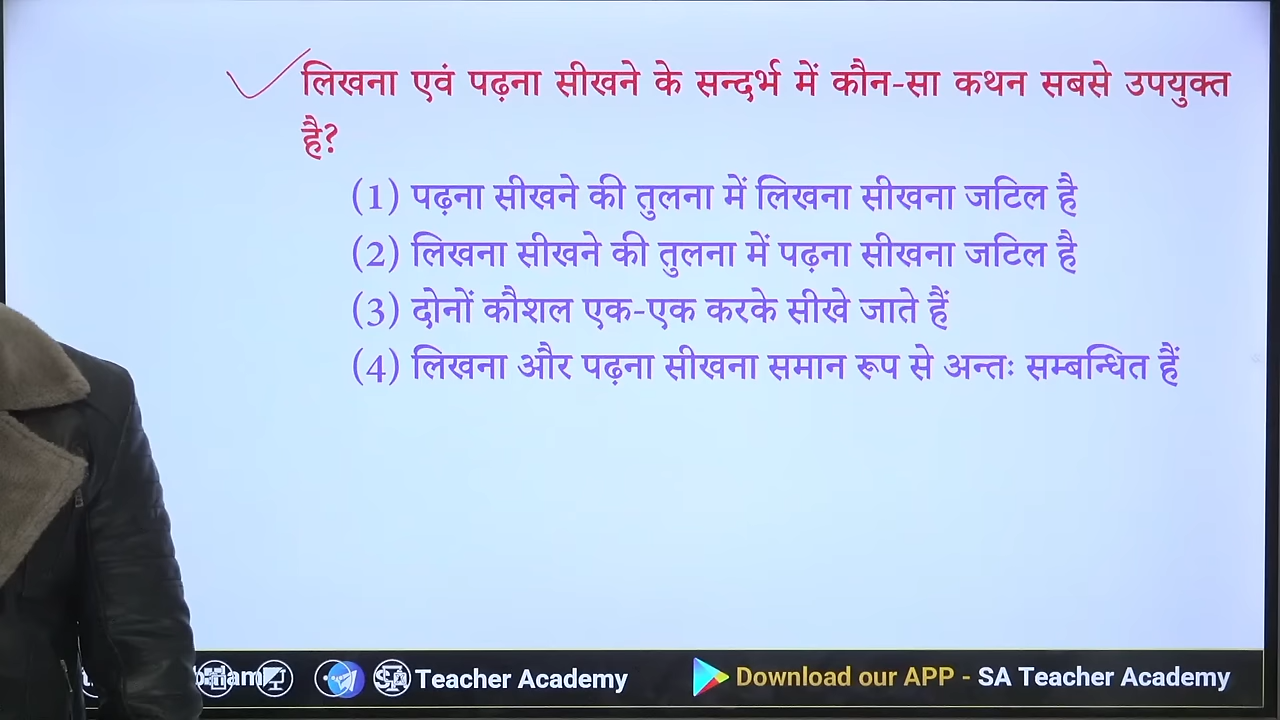 लिखना एवं पढ़ना सीखने के सन्दर्भ में कौन-सा कथन सबसे उपयुक्त
है?
(1) पढ़ना सीखने की तुलना में लिखना सीखना जटिल है
(2) लिखना सीखने की तुलना में पढ़ना सीखना जटिल है
(3) दोनों कौशल एक-एक करके सीखे जाते हैं
(4) लिखना और पढ़ना सीखना समान रूप से अन्तः सम्बन्धित हैं
Teacher Academy
Download our APP - SA Teacher Academy